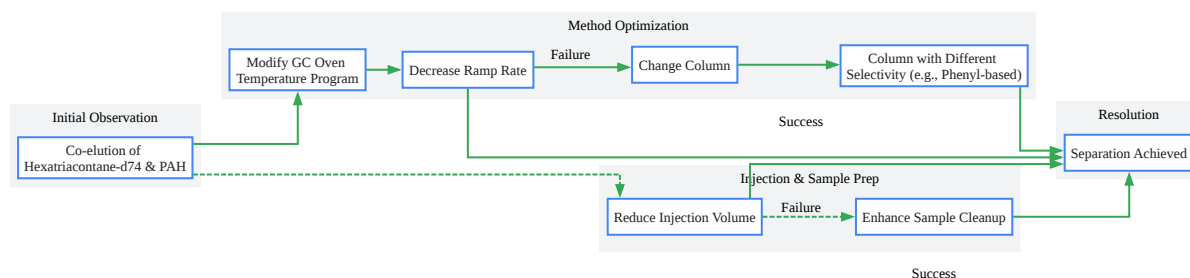 Method Optimization
Modify GC Oven
Temperature Program
Decrease Ramp Rate
Failure
Change Column
Column with Different
Selectivity (e.g., Phenyl-based)
Initial Observation
Co-elution of
Hexatriacontane-d74 & PAH
Success
Resolution
Separation Achieved
Injection & Sample Prep
Reduce Injection Volume
Failure
Enhance Sample Cleanup
Success